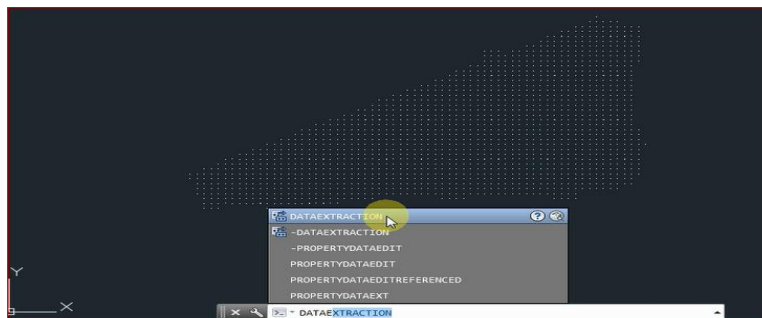 DATAEXTRACTION
-DATAEXTRACTION
-PROPERTYDATAEDIT
PROPERTYDATAEDIT
PROPERTYDATAEDITREFERENCED
PROPERTYDATAEXT
Y
X
DATAEXTRACTION